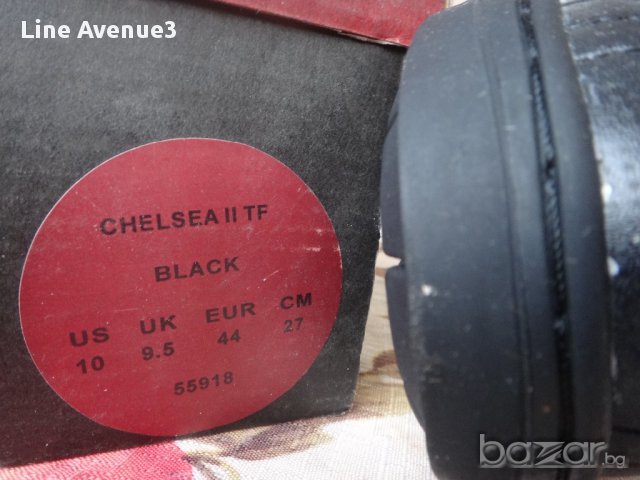 Line Avenue3
CHELSEA II TF
BLACK
US UK EUR CM
10 9.5 44 27
55918
bazar.bg